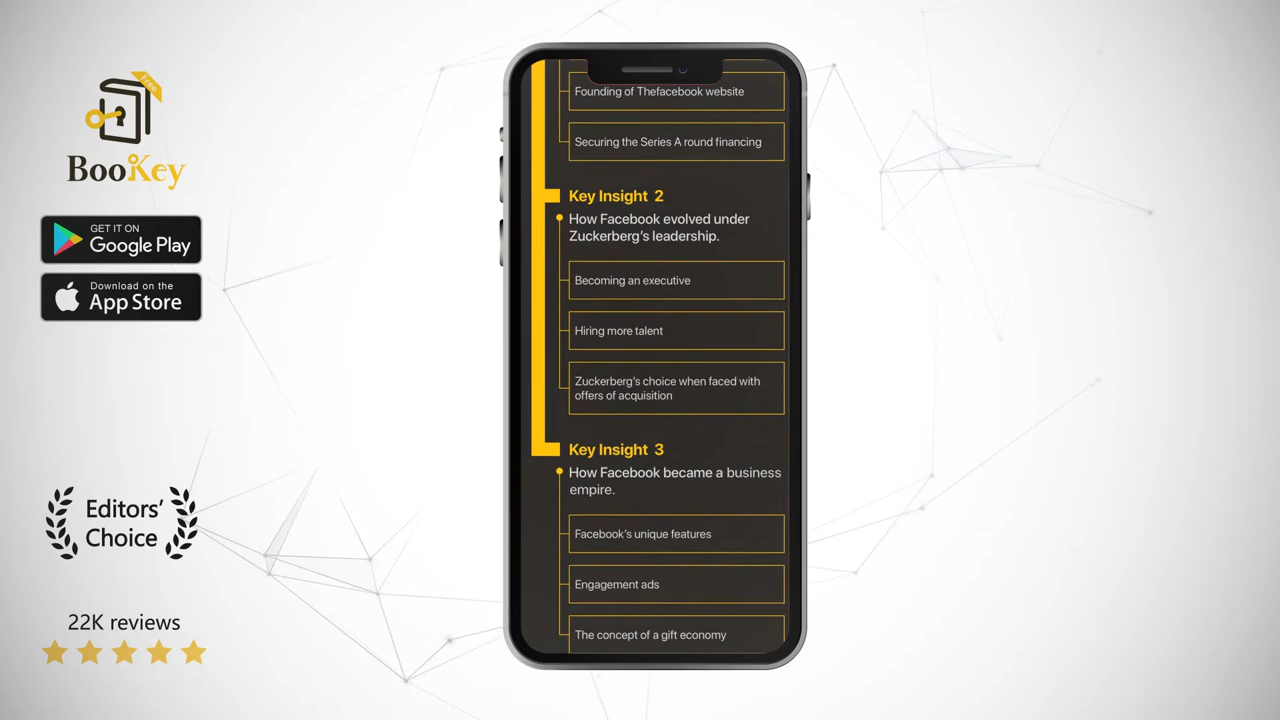 Free
BooKey
GET IT ON
Google Play
Download on the
App Store
Editors’
Choice
22K reviews
Founding of Thefacebook website
Securing the Series A round financing
Key Insight 2
How Facebook evolved under
Zuckerberg’s leadership.
Becoming an executive
Hiring more talent
Zuckerberg’s choice when faced with
offers of acquisition
Key Insight 3
How Facebook became a business
empire.
Facebook’s unique features
Engagement ads
The concept of a gift economy